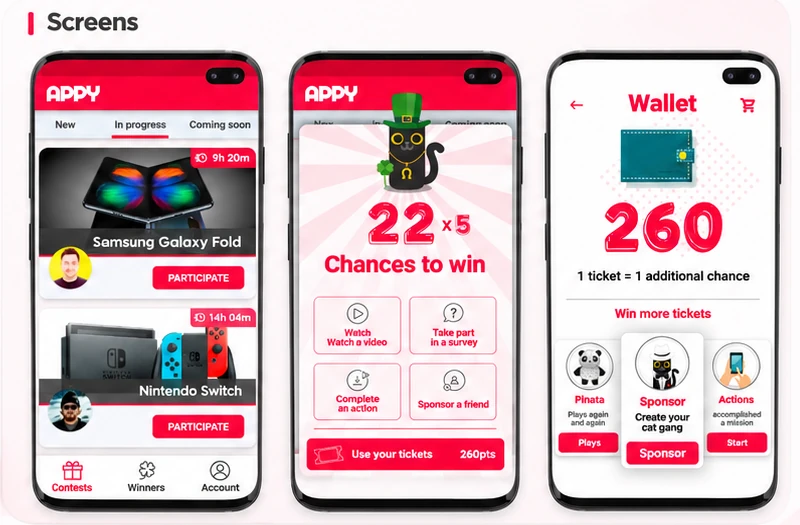 Screens
APPY
New In progress Coming soon
9h 20m
Samsung Galaxy Fold
PARTICIPATE
14h 04m
Nintendo Switch
PARTICIPATE
Contests Winners Account
APPY
22 x 5
Chances to win
Watch
Watch a video
Take part
in a survey
Complete
an action
Sponsor a friend
Use your tickets 260pts
Wallet
260
1 ticket = 1 additional chance
Win more tickets
Pinata
Plays again
and again
Plays
Sponsor
Create your
cat gang
Sponsor
Actions
accomplished
a mission
Start